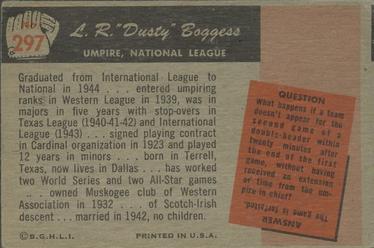 No.
297
L. R. "Dusty" Boggess
UMPIRE, NATIONAL LEAGUE
Graduated from International League to
National in 1944 . . . entered umpiring
ranks in Western League in 1939, was in
majors in five years with stop-overs in
Texas League (1940-41-42) and International
League (1943) . . . signed playing contract
in Cardinal organization in 1923 and played
12 years in minors . . . born in Terrell,
Texas, now lives in Dallas . . . has worked
two World Series and two All-Star games
. . . owned Muskogee club of Western
Association in 1932 . . . of Scotch-Irish
descent . . . married in 1942, no children.
QUESTION
What happens if a team
doesn't appear for the
second game of a
double-header within
twenty minutes after
the end of the first
game, without having
received an extension
of time from the um-
pire in chief?
ANSWER
The game is forfeited.
© B.G.H.L.I.
PRINTED IN U.S.A.